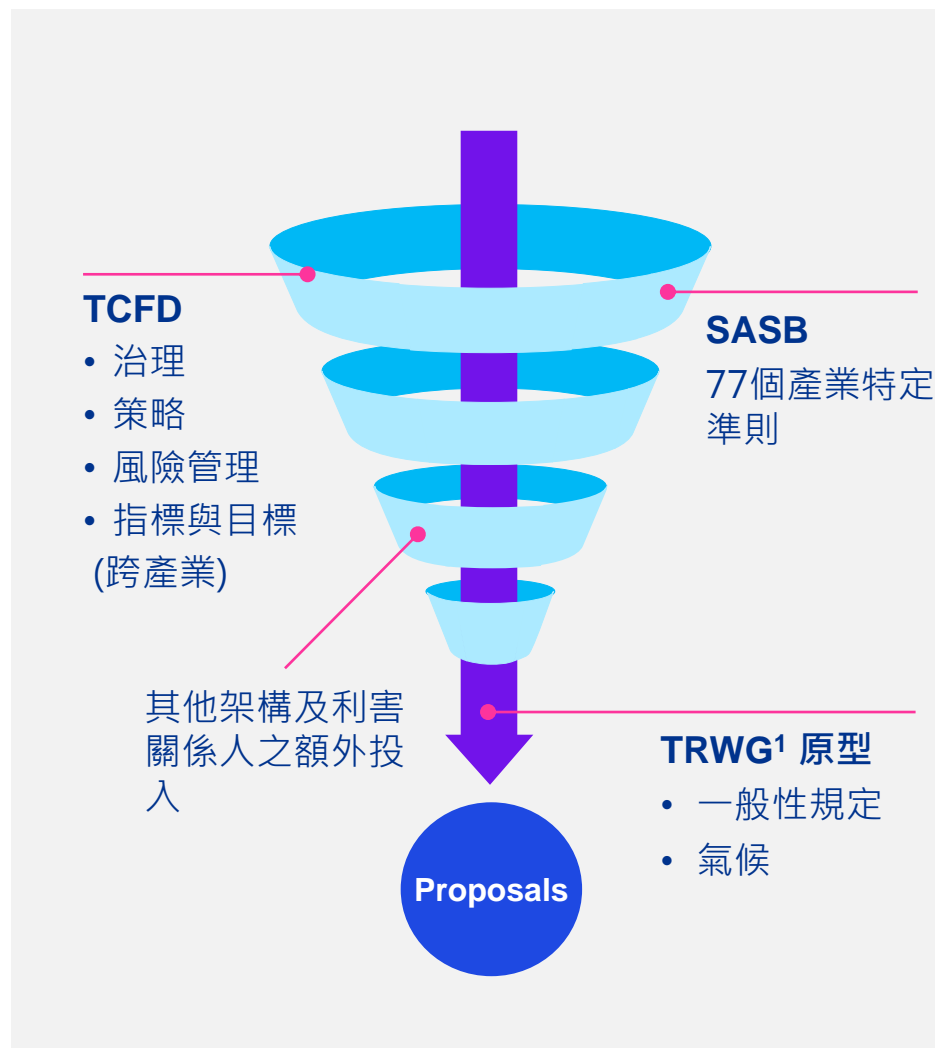 TCFD
• 治理
• 策略
• 風險管理
• 指標與目標
(跨產業)
SASB
77個產業特定
準則
其他架構及利害
關係人之額外投
入
TRWG¹ 原型
• 一般性規定
• 氣候
Proposals